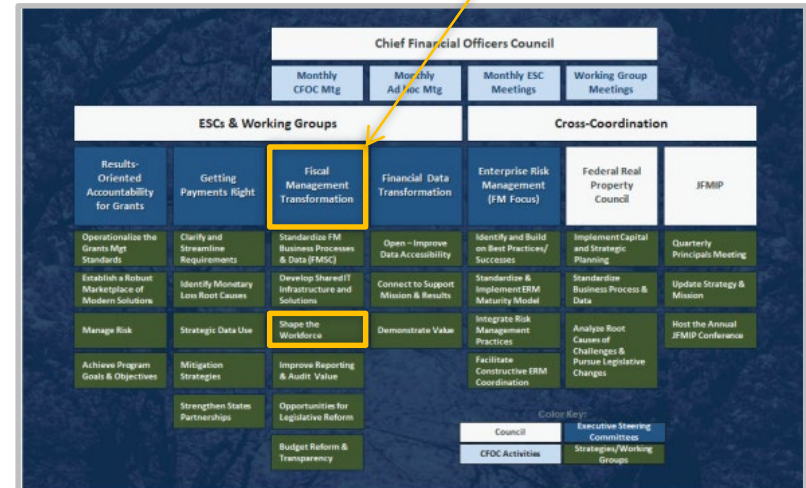 Chief Financial Officers Council
Monthly
CFOC Mtg
Monthly
Ad hoc Mtg
Monthly ESC
Meetings
Working Group
Meetings
ESCs & Working Groups
Cross-Coordination
Results-
Oriented
Accountability
for Grants
Getting
Payments Right
Fiscal
Management
Transformation
Financial Data
Transformation
Enterprise Risk
Management
(FM Focus)
Federal Real
Property
Council
JFMIP
Operationalize the
Grants Mgt
Standards
Establish a Robust
Marketplace of
Modern Solutions
Manage Risk
Achieve Program
Goals & Objectives
Clarify and
Streamline
Requirements
Identify Monetary
Loss Root Causes
Strategic Data Use
Mitigation
Strategies
Strengthen States
Partnerships
Standardize FM
Business Processes
& Data (FMSC)
Develop Shared IT
Infrastructure and
Solutions
Shape the
Workforce
Improve Reporting
& Audit Value
Opportunities for
Legislative Reform
Budget Reform &
Transparency
Open – Improve
Data Accessibility
Connect to Support
Mission & Results
Demonstrate Value
Identify and Build
on Best Practices/
Successes
Standardize &
Implement ERM
Maturity Model
Integrate Risk
Management
Practices
Facilitate
Constructive ERM
Coordination
Implement Capital
and Strategic
Planning
Standardize
Business Process &
Data
Analyze Root
Causes of
Challenges &
Pursue Legislative
Changes
Quarterly
Principals Meeting
Update Strategy &
Mission
Host the Annual
JFMIP Conference
Color Key:
Council
Executive Steering
Committees
CFOC Activities
Strategies/Working
Groups